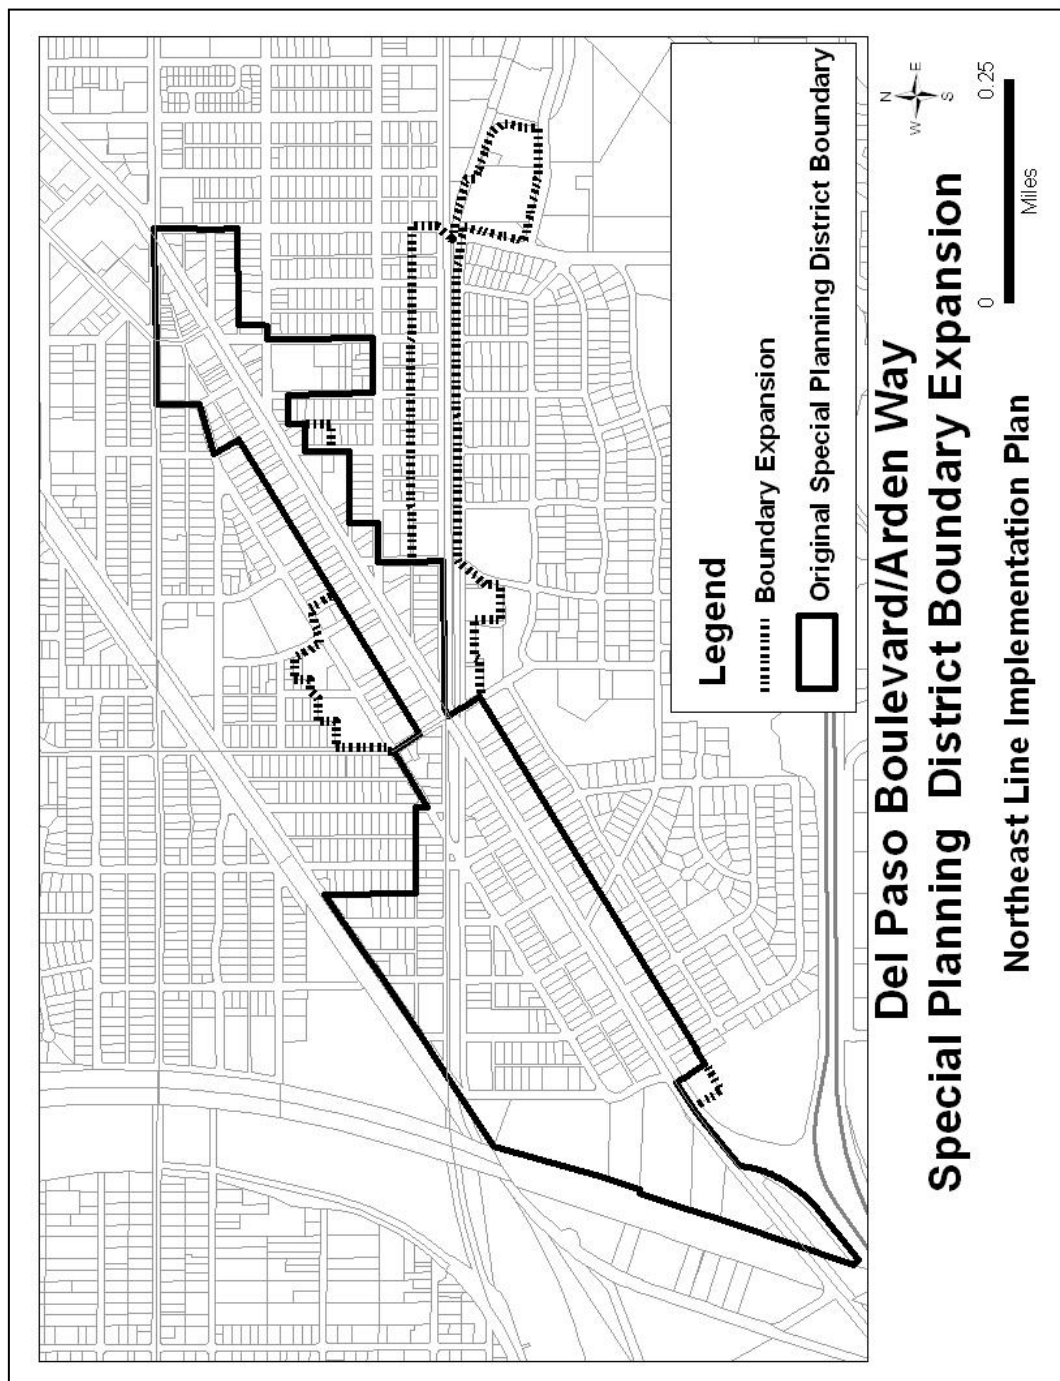 Legend
Boundary Expansion
Original Special Planning District Boundary
N
W
E
S
Del Paso Boulevard/Arden Way
Special Planning District Boundary Expansion
Northeast Line Implementation Plan
0
0.25
Miles